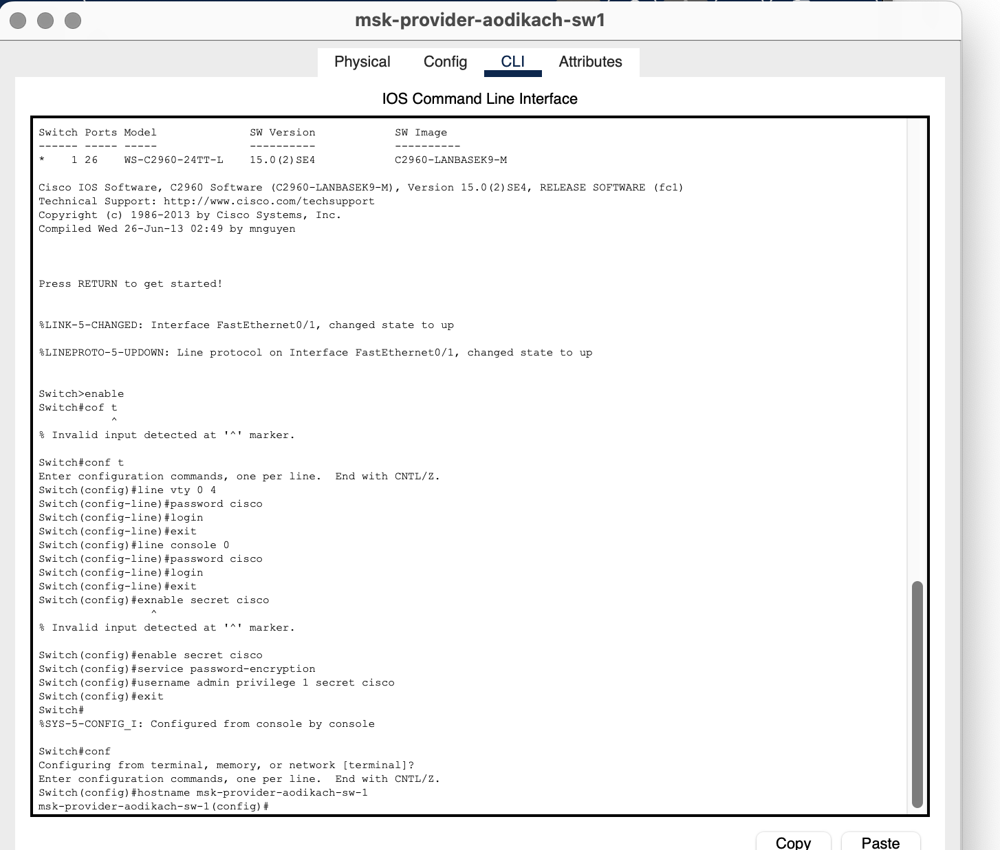 msk-provider-aodikach-sw1
Physical Config CLI Attributes
IOS Command Line Interface
Switch Ports Model              SW Version            SW Image
------ ----- -----              ----------            ----------
*    1 26    WS-C2960-24TT-L    15.0(2)SE4            C2960-LANBASEK9-M
Cisco IOS Software, C2960 Software (C2960-LANBASEK9-M), Version 15.0(2)SE4, RELEASE SOFTWARE (fc1)
Technical Support: http://www.cisco.com/techsupport
Copyright (c) 1986-2013 by Cisco Systems, Inc.
Compiled Wed 26-Jun-13 02:49 by mnguyen
Press RETURN to get started!
%LINK-5-CHANGED: Interface FastEthernet0/1, changed state to up
%LINEPROTO-5-UPDOWN: Line protocol on Interface FastEthernet0/1, changed state to up
Switch>enable
Switch#cof t
^
% Invalid input detected at '^' marker.
Switch#conf t
Enter configuration commands, one per line.  End with CNTL/Z.
Switch(config)#line vty 0 4
Switch(config-line)#password cisco
Switch(config-line)#login
Switch(config-line)#exit
Switch(config)#line console 0
Switch(config-line)#password cisco
Switch(config-line)#login
Switch(config-line)#exit
Switch(config)#exnable secret cisco
^
% Invalid input detected at '^' marker.
Switch(config)#enable secret cisco
Switch(config)#service password-encryption
Switch(config)#username admin privilege 1 secret cisco
Switch(config)#exit
Switch#
%SYS-5-CONFIG_I: Configured from console by console
Switch#conf
Configuring from terminal, memory, or network [terminal]?
Enter configuration commands, one per line.  End with CNTL/Z.
Switch(config)#hostname msk-provider-aodikach-sw-1
msk-provider-aodikach-sw-1(config)#
Copy Paste